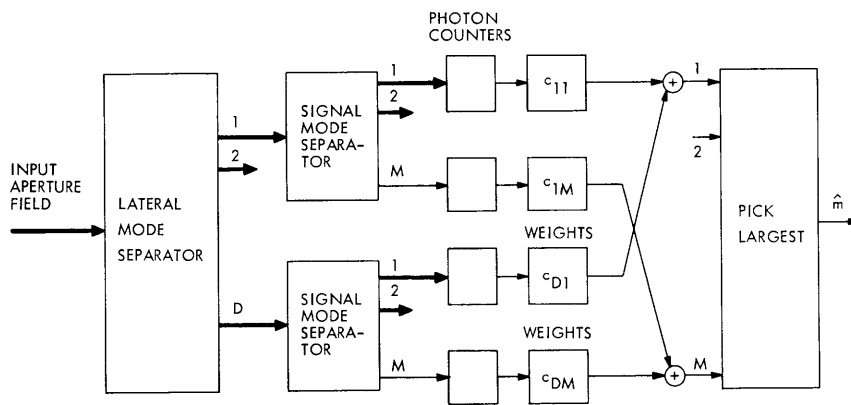 PHOTON
COUNTERS
INPUT
APERTURE
FIELD
LATERAL
MODE
SEPARATOR
1
2
D
SIGNAL
MODE
SEPARA-
TOR
1
2
M
c11
c1M
SIGNAL
MODE
SEPARA-
TOR
1
2
M
WEIGHTS
cD1
WEIGHTS
cDM
+
+
1
2
M
PICK
LARGEST
m̂